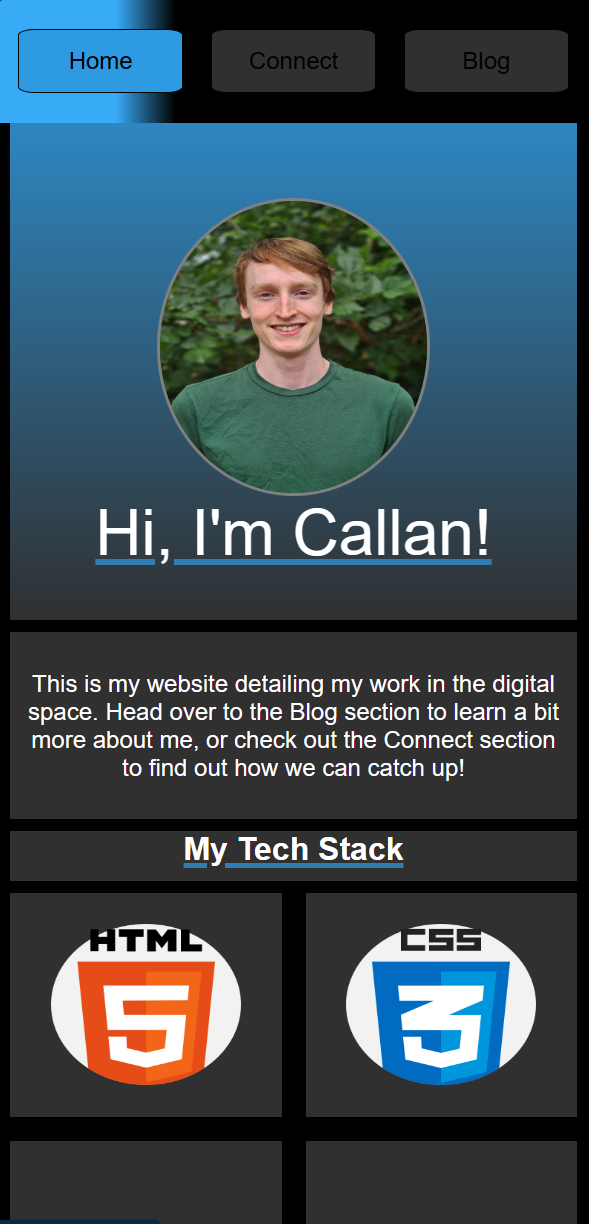 Home Connect Blog
Hi, I'm Callan!
This is my website detailing my work in the digital
space. Head over to the Blog section to learn a bit
more about me, or check out the Connect section
to find out how we can catch up!
My Tech Stack
HTML CSS
5 3